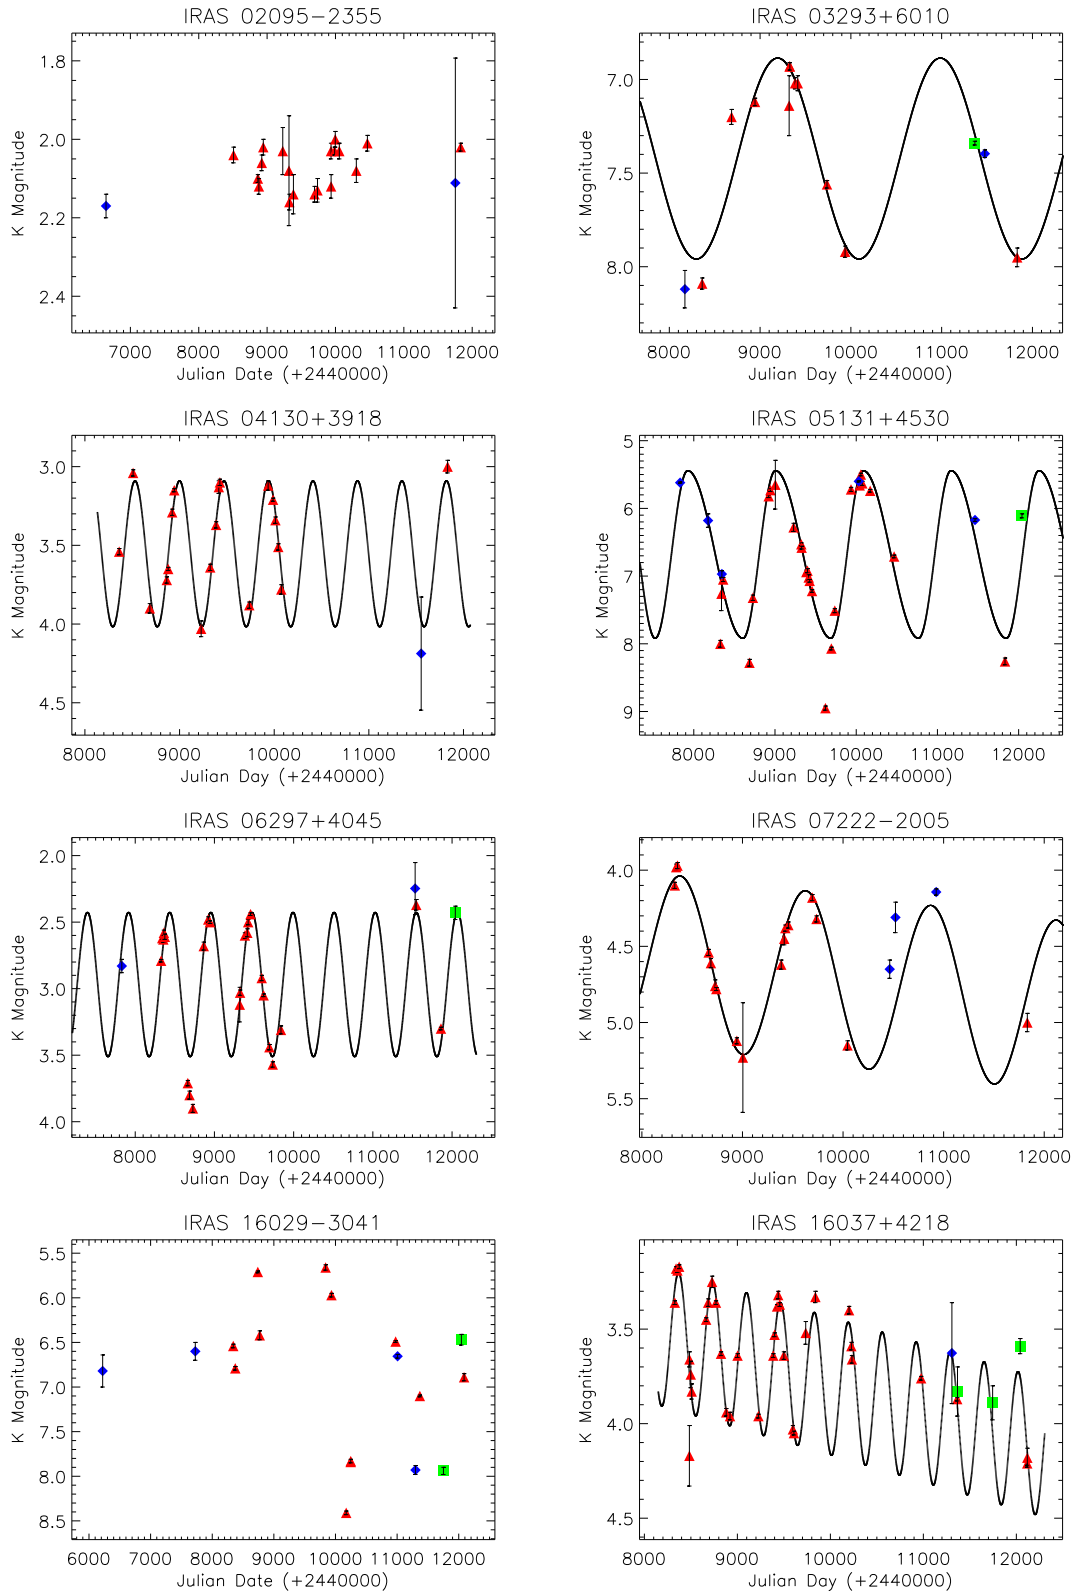 IRAS 02095−2355
K Magnitude
1.8
2.0
2.2
2.4
7000 8000 9000 10000 11000 12000
Julian Date (+2440000)
IRAS 03293+6010
K Magnitude
7.0
7.5
8.0
8000 9000 10000 11000 12000
Julian Day (+2440000)
IRAS 04130+3918
K Magnitude
3.0
3.5
4.0
4.5
8000 9000 10000 11000 12000
Julian Day (+2440000)
IRAS 05131+4530
K Magnitude
5
6
7
8
9
8000 9000 10000 11000 12000
Julian Day (+2440000)
IRAS 06297+4045
K Magnitude
2.0
2.5
3.0
3.5
4.0
8000 9000 10000 11000 12000
Julian Day (+2440000)
IRAS 07222−2005
K Magnitude
4.0
4.5
5.0
5.5
8000 9000 10000 11000 12000
Julian Day (+2440000)
IRAS 16029−3041
K Magnitude
5.5
6.0
6.5
7.0
7.5
8.0
8.5
6000 7000 8000 9000 10000 11000 12000
Julian Date (+2440000)
IRAS 16037+4218
K Magnitude
3.5
4.0
4.5
8000 9000 10000 11000 12000
Julian Day (+2440000)